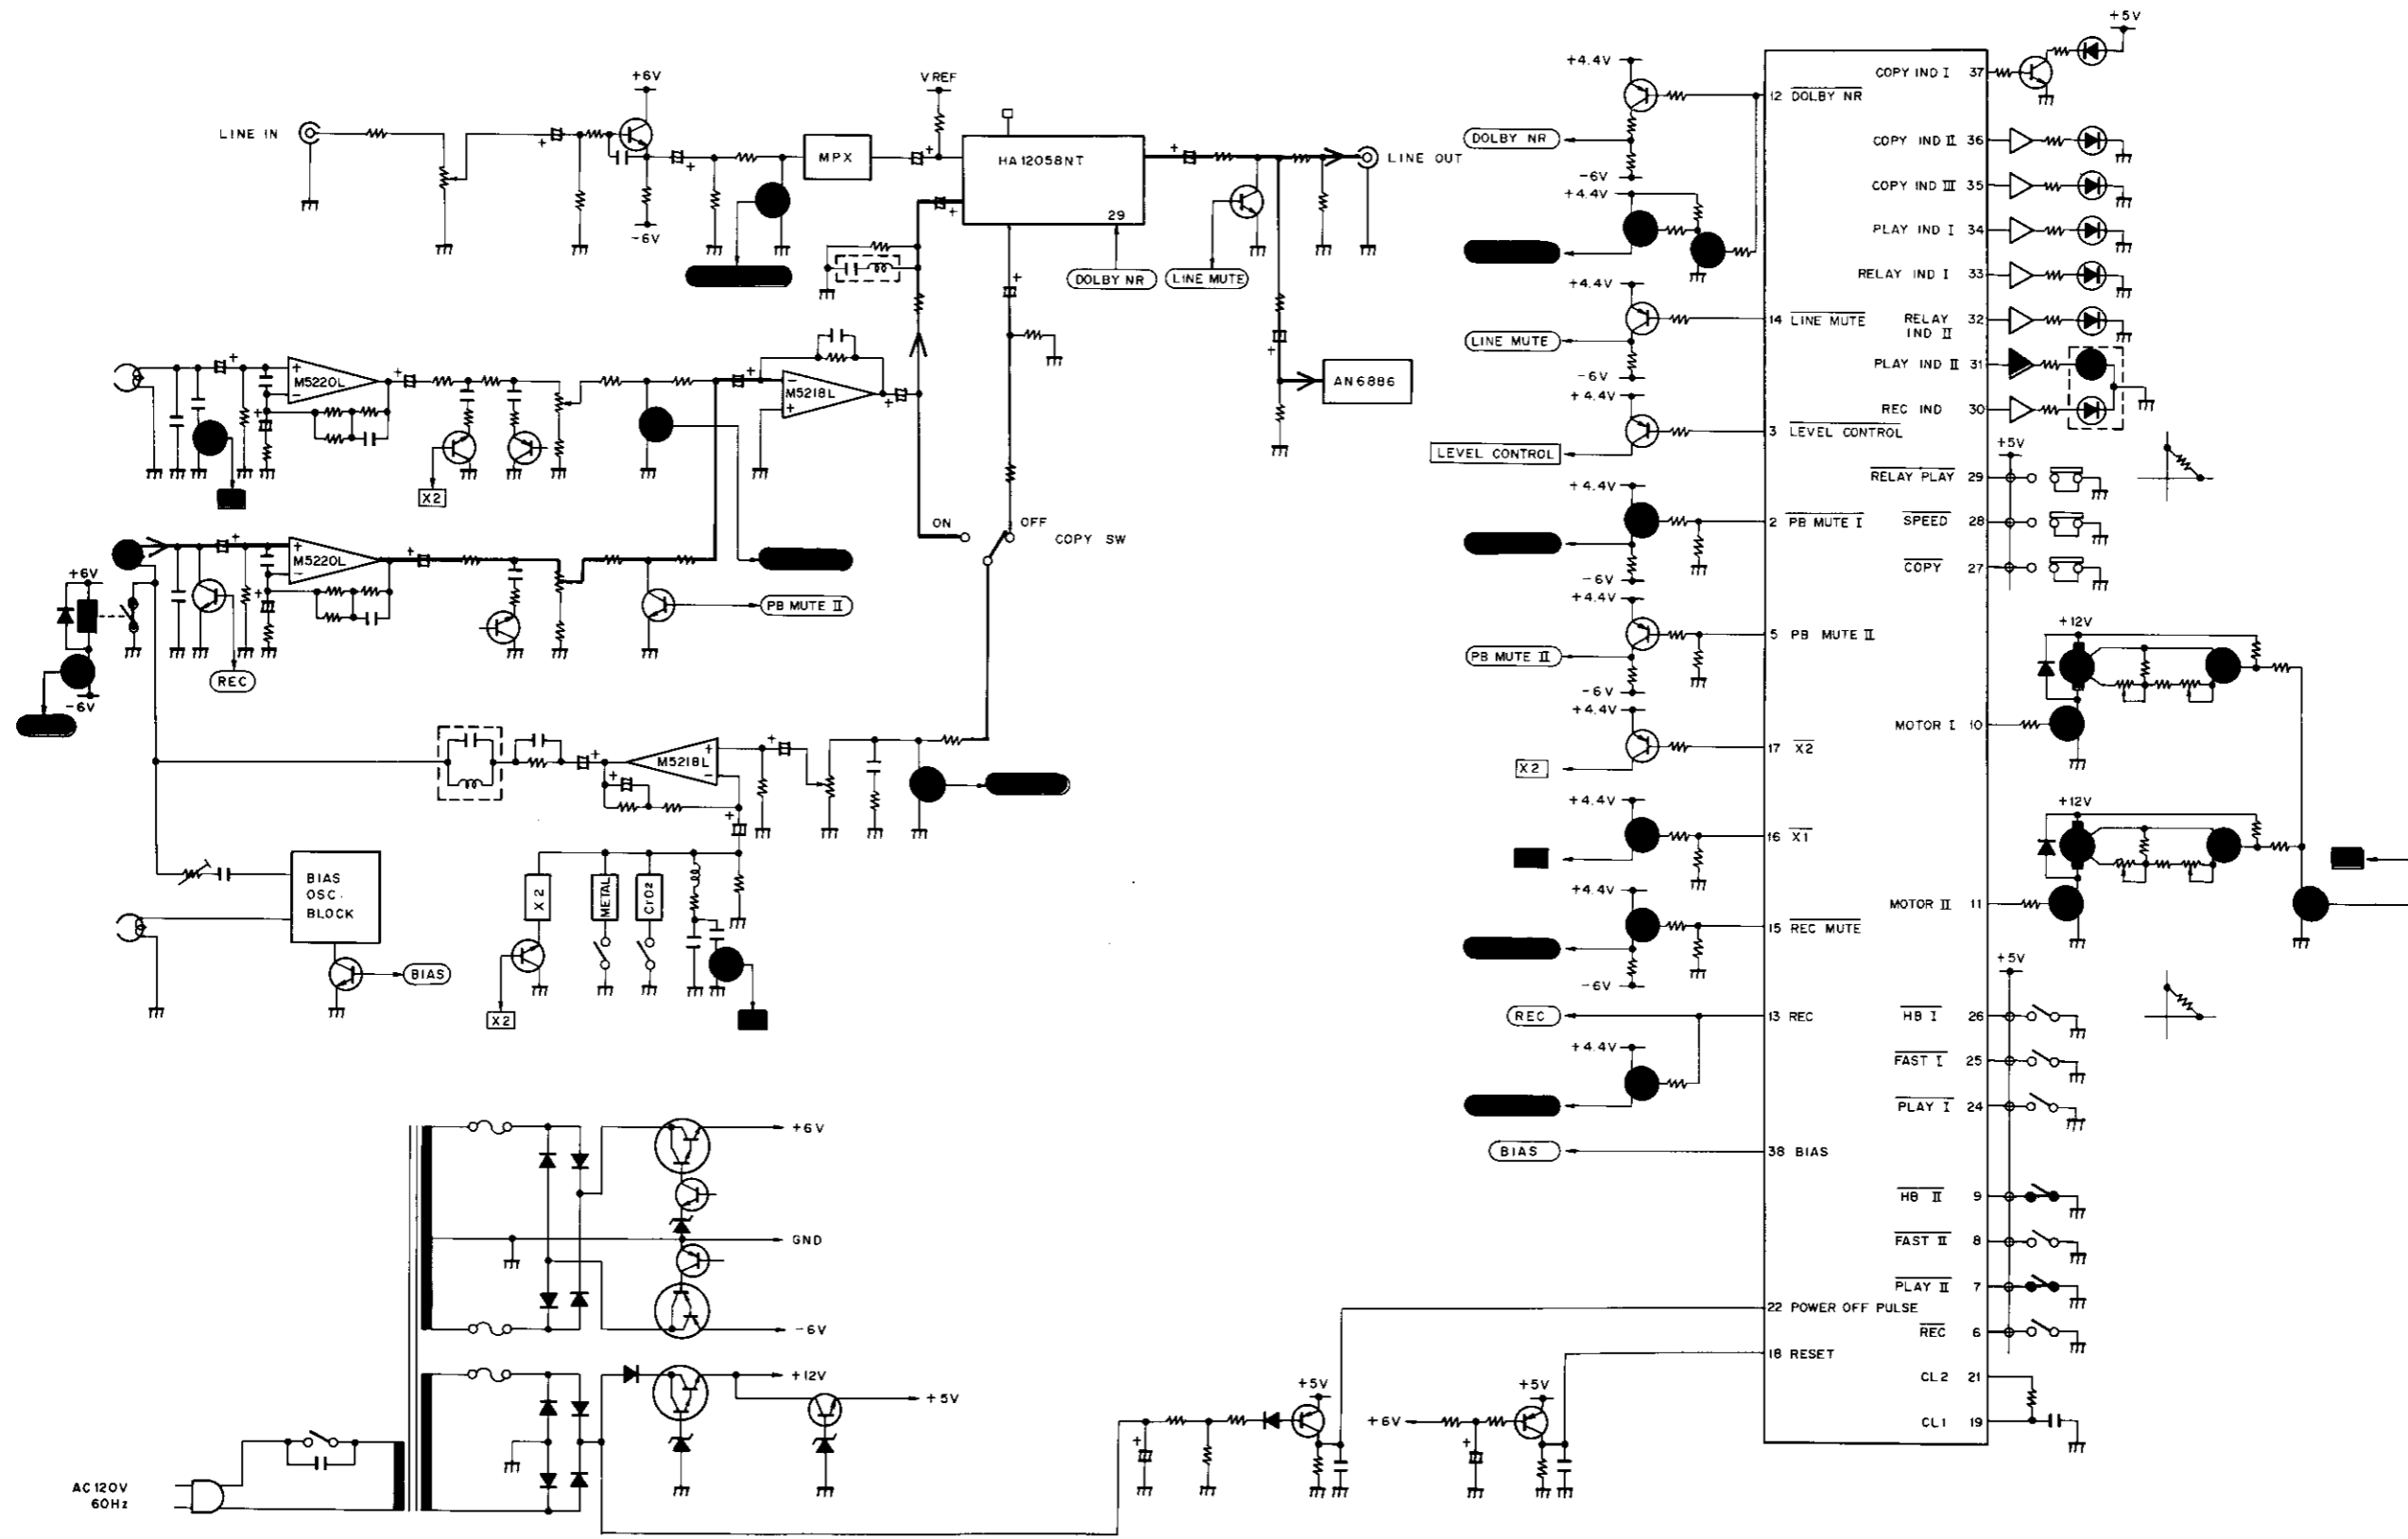 LINE IN
+6V
-6V
MPX
VREF
HA12058NT
29
DOLBY NR
LINE MUTE
LINE OUT
AN6886
M5220L
X2
M5218L
ON
OFF
COPY SW
M5220L
PB MUTE II
REC
+6V
-6V
M5218L
BIAS
OSC.
BLOCK
BIAS
X2
METAL
CrO2
X2
+6V
GND
-6V
+12V
+5V
AC120V
60Hz
+5V
+6V
+5V
+4.4V
DOLBY NR
-6V
+4.4V
+4.4V
LINE MUTE
-6V
+4.4V
LEVEL CONTROL
+4.4V
-6V
+4.4V
PB MUTE II
-6V
+4.4V
X2
+4.4V
+4.4V
-6V
REC
+4.4V
BIAS
12 DOLBY NR
14 LINE MUTE
3 LEVEL CONTROL
2 PB MUTE I
5 PB MUTE II
17 X2
16 X1
15 REC MUTE
13 REC
38 BIAS
22 POWER OFF PULSE
18 RESET
COPY IND I 37
COPY IND II 36
COPY IND III 35
PLAY IND I 34
RELAY IND I 33
RELAY 32
IND II
PLAY IND II 31
REC IND 30
RELAY PLAY 29
SPEED 28
COPY 27
MOTOR I 10
MOTOR II 11
HB I 26
FAST I 25
PLAY I 24
HB II 9
FAST II 8
PLAY II 7
REC 6
CL2 21
CL1 19
+5V
+5V
+12V
+12V
+5V